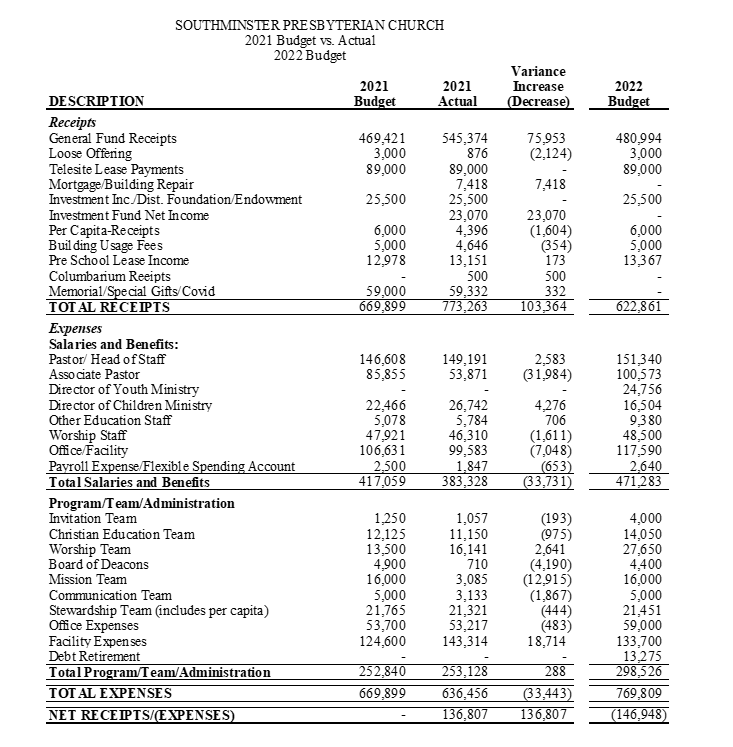 SOUTHMINSTER PRESBYTERIAN CHURCH
2021 Budget vs. Actual
2022 Budget
Variance
2021 2021 Increase 2022
DESCRIPTION Budget Actual (Decrease) Budget
Receipts
General Fund Receipts 469,421 545,374 75,953 480,994
Loose Offering 3,000 876 (2,124) 3,000
Telesite Lease Payments 89,000 89,000 - 89,000
Mortgage/Building Repair 7,418 7,418 -
Investment Inc./Dist. Foundation/Endowment 25,500 25,500 - 25,500
Investment Fund Net Income 23,070 23,070 -
Per Capita-Receipts 6,000 4,396 (1,604) 6,000
Building Usage Fees 5,000 4,646 (354) 5,000
Pre School Lease Income 12,978 13,151 173 13,367
Columbarium Reeipts - 500 500 -
Memorial/Special Gifts/Covid 59,000 59,332 332 -
TOTAL RECEIPTS 669,899 773,263 103,364 622,861
Expenses
Salaries and Benefits:
Pastor/ Head of Staff 146,608 149,191 2,583 151,340
Associate Pastor 85,855 53,871 (31,984) 100,573
Director of Youth Ministry - - - 24,756
Director of Children Ministry 22,466 26,742 4,276 16,504
Other Education Staff 5,078 5,784 706 9,380
Worship Staff 47,921 46,310 (1,611) 48,500
Office/Facility 106,631 99,583 (7,048) 117,590
Payroll Expense/Flexible Spending Account 2,500 1,847 (653) 2,640
Total Salaries and Benefits 417,059 383,328 (33,731) 471,283
Program/Team/Administration
Invitation Team 1,250 1,057 (193) 4,000
Christian Education Team 12,125 11,150 (975) 14,050
Worship Team 13,500 16,141 2,641 27,650
Board of Deacons 4,900 710 (4,190) 4,400
Mission Team 16,000 3,085 (12,915) 16,000
Communication Team 5,000 3,133 (1,867) 5,000
Stewardship Team (includes per capita) 21,765 21,321 (444) 21,451
Office Expenses 53,700 53,217 (483) 59,000
Facility Expenses 124,600 143,314 18,714 133,700
Debt Retirement - - - 13,275
Total Program/Team/Administration 252,840 253,128 288 298,526
TOTAL EXPENSES 669,899 636,456 (33,443) 769,809
NET RECEIPTS/(EXPENSES) - 136,807 136,807 (146,948)